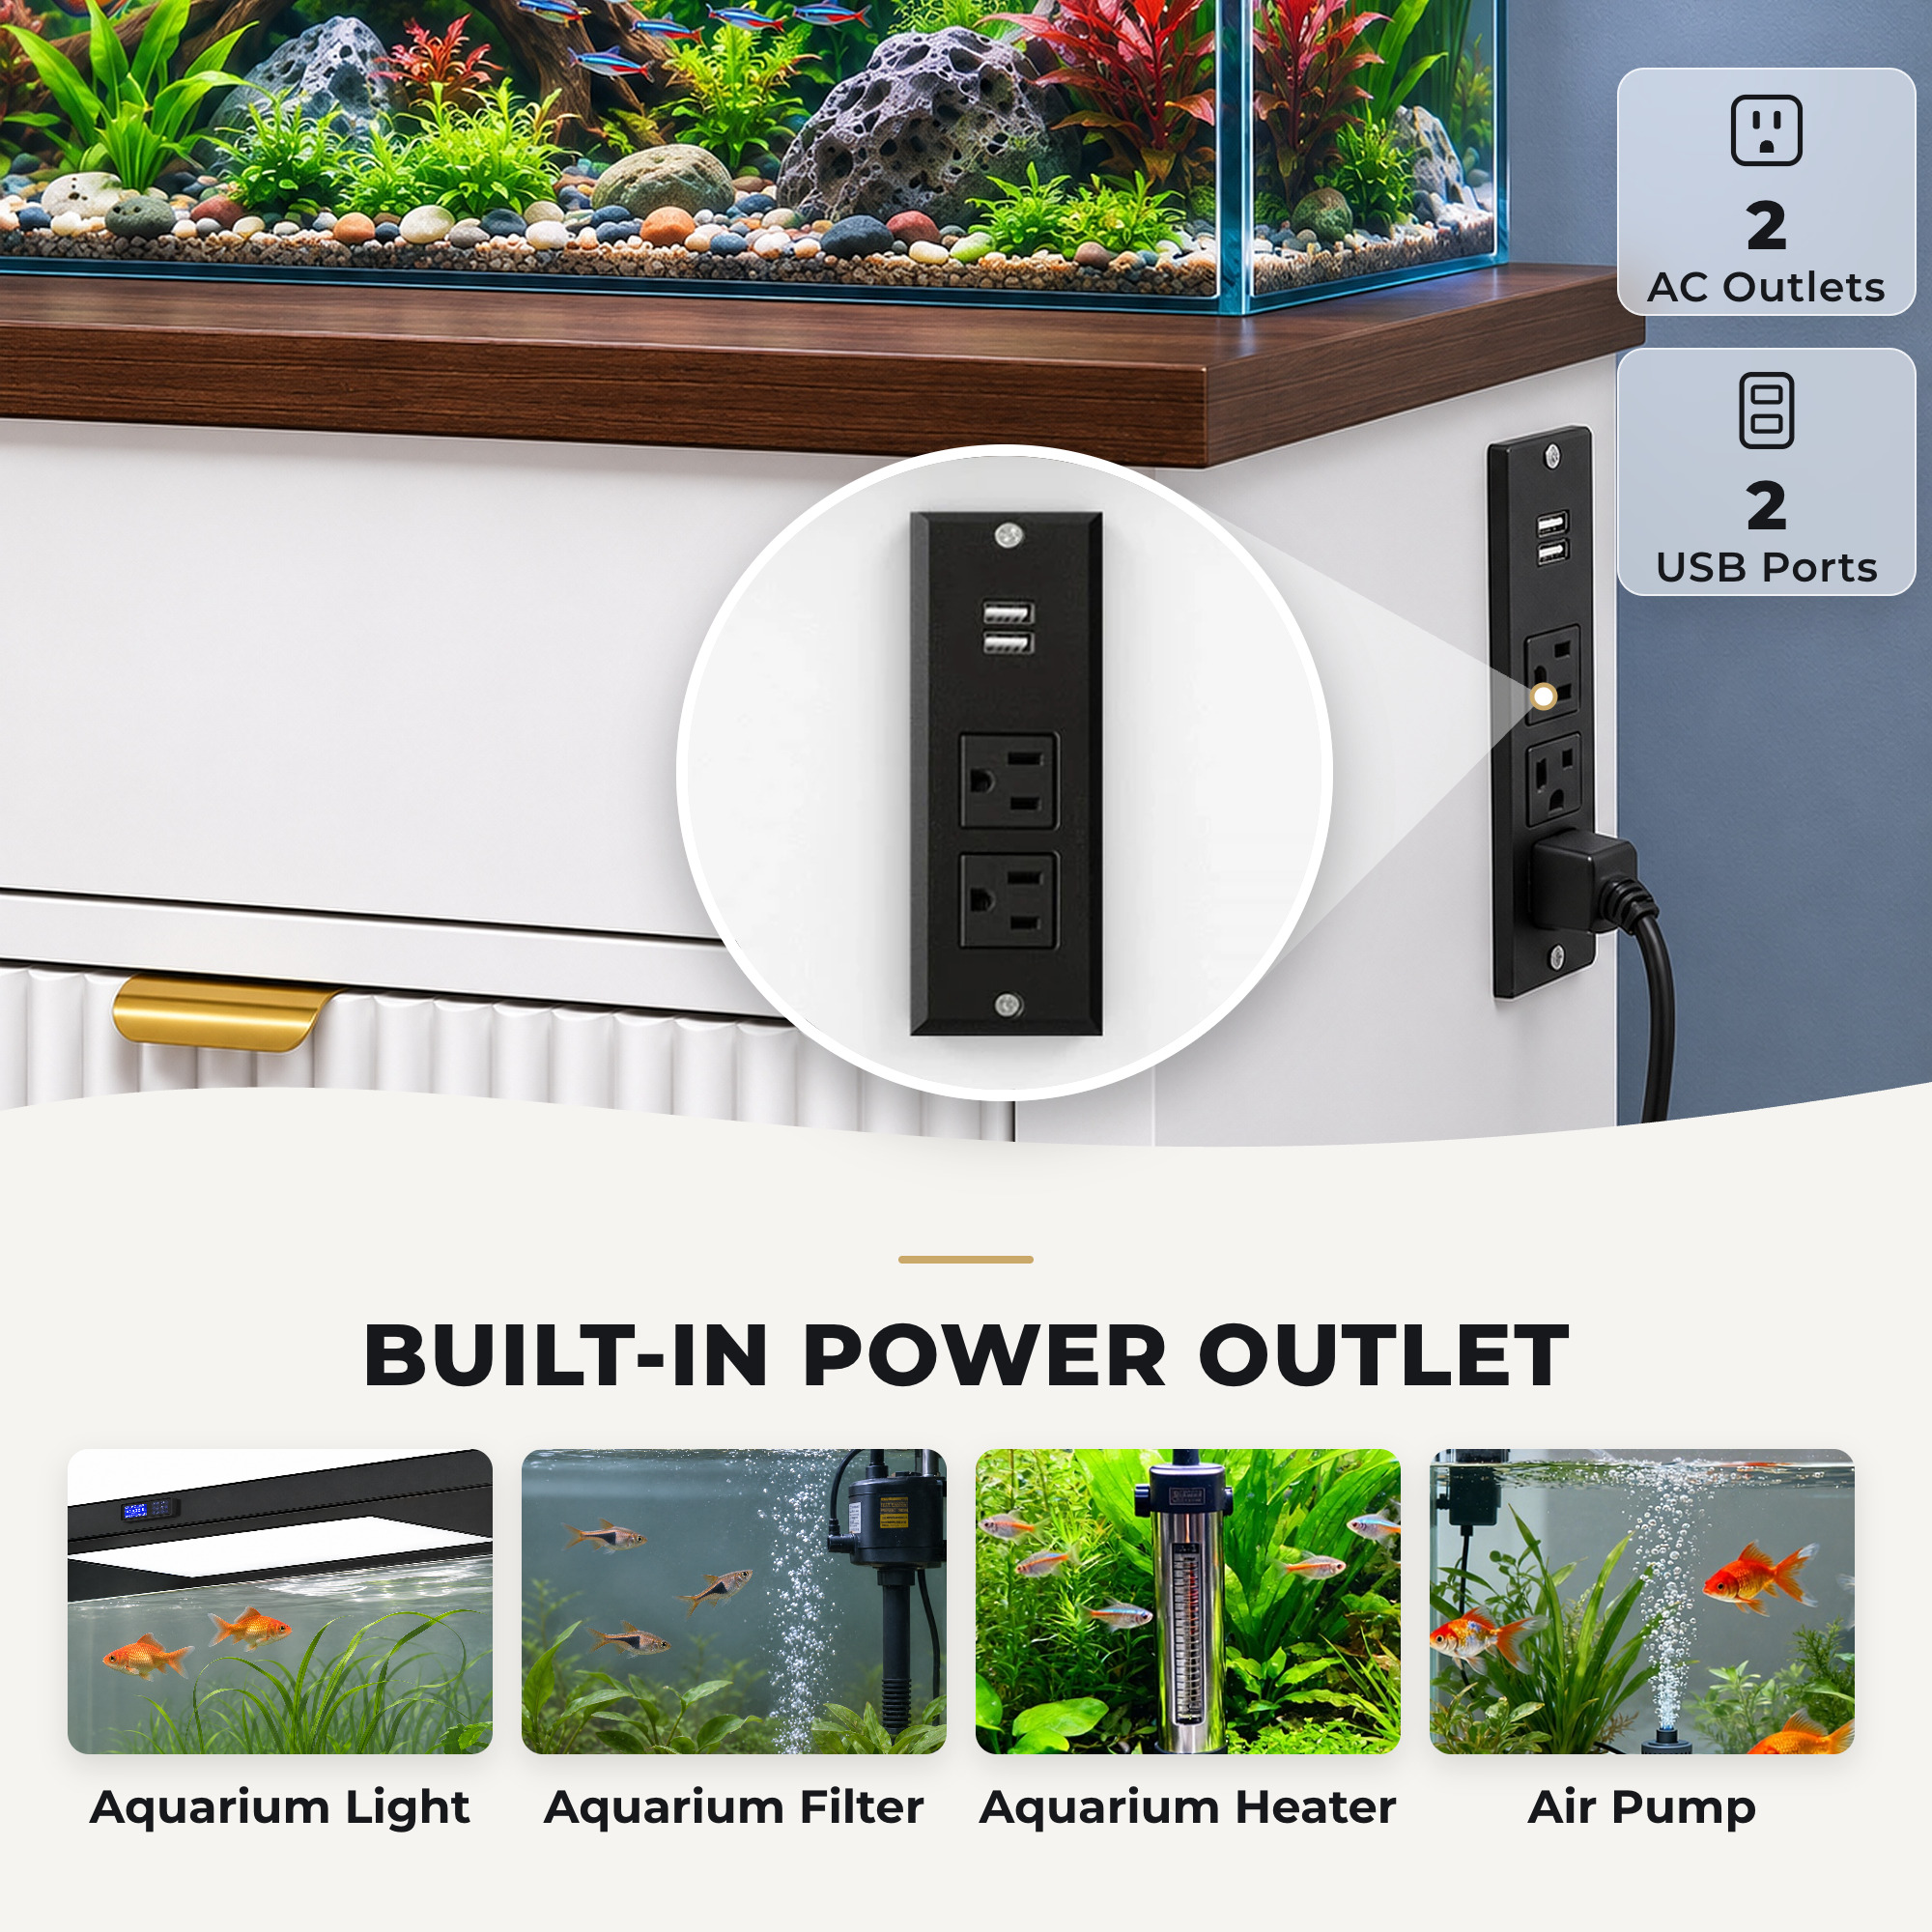 2
AC Outlets
2
USB Ports
BUILT-IN POWER OUTLET
Aquarium Light
Aquarium Filter
Aquarium Heater
Air Pump